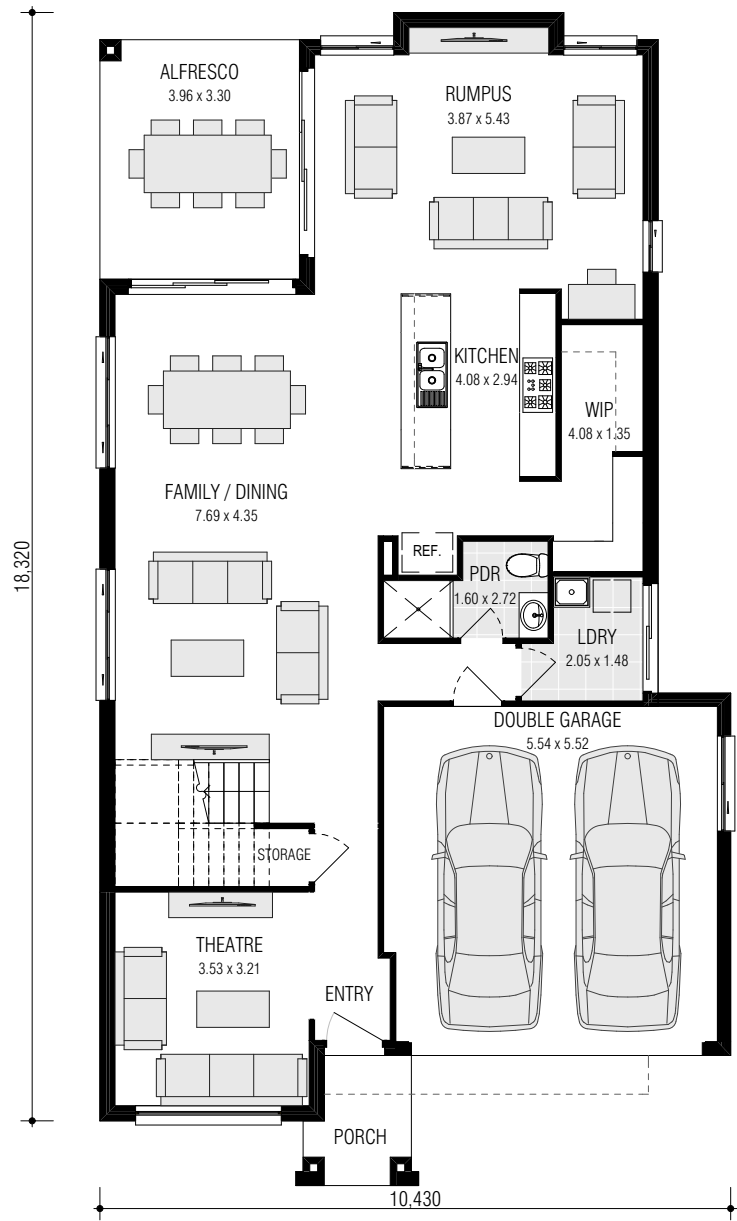 ALFRESCO
3.96 x 3.30
RUMPUS
3.87 x 5.43
KITCHEN
4.08 x 2.94
WIP
4.08 x 1.35
FAMILY / DINING
7.69 x 4.35
18,320
REF.
PDR
1.60 x 2.72
LDRY
2.05 x 1.48
DOUBLE GARAGE
5.54 x 5.52
STORAGE
THEATRE
3.53 x 3.21
ENTRY
PORCH
10,430